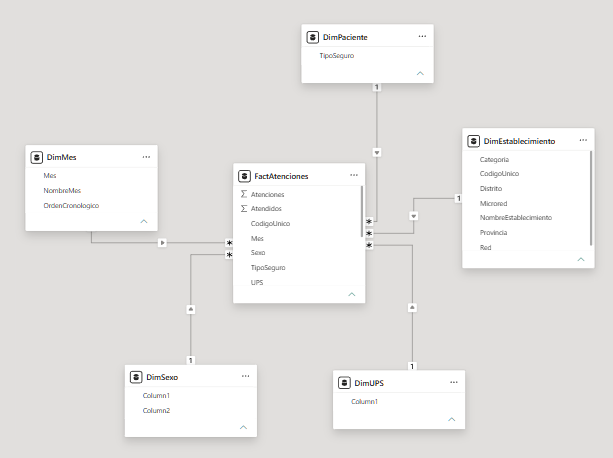 DimPaciente
TipoSeguro
1
DimMes
Mes
NombreMes
OrdenCronologico
FactAtenciones
Σ Atenciones
Σ Atendidos
CodigoUnico
Mes
Sexo
TipoSeguro
UPS
DimEstablecimiento
Categoria
CodigoUnico
Distrito
Microred
NombreEstablecimiento
Provincia
Red
1
*
*
*
*
*
1
DimSexo
Column1
Column2
1
DimUPS
Column1